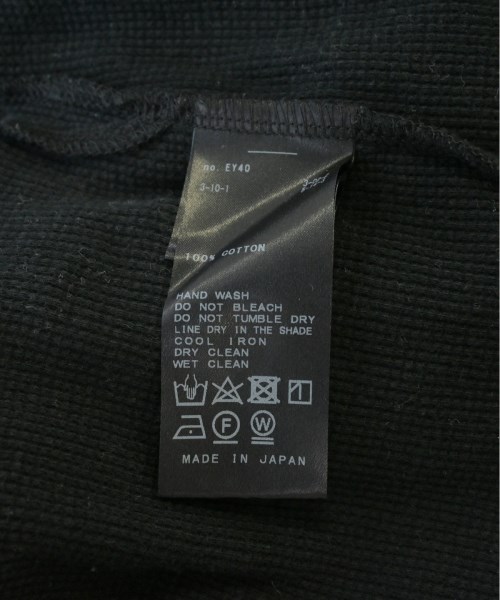 no. EY40
3-10-1
100% COTTON
HAND WASH
DO NOT BLEACH
DO NOT TUMBLE DRY
LINE DRY IN THE SHADE
COOL IRON
DRY CLEAN
WET CLEAN
F W
MADE IN JAPAN